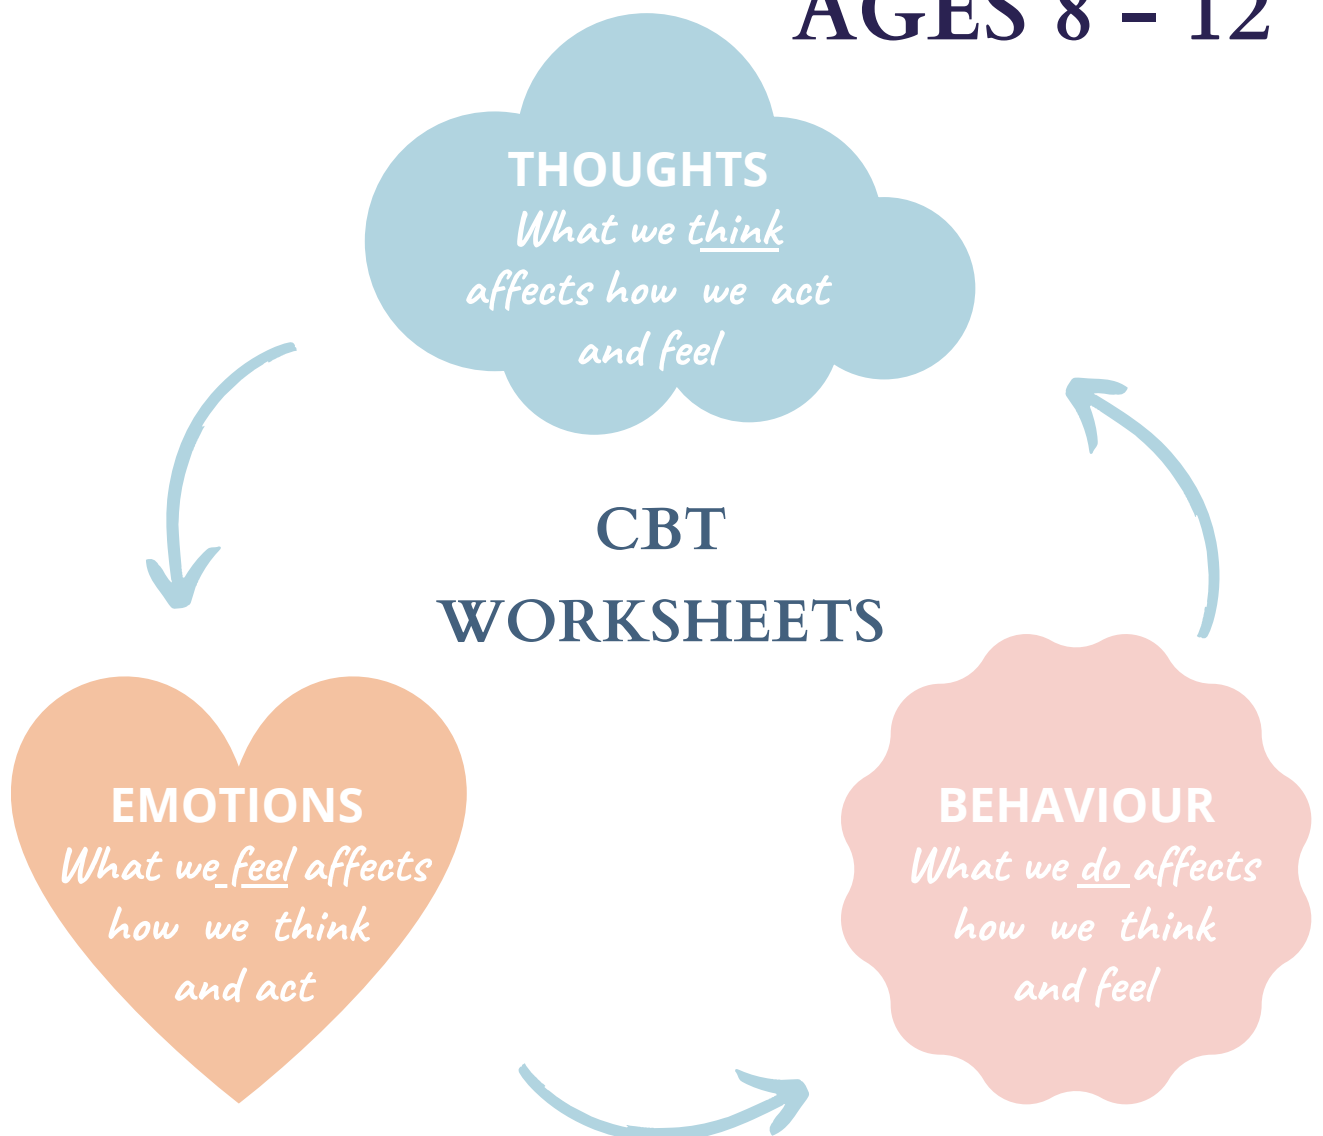 AGES 8 – 12
THOUGHTS
What we think
affects how we act
and feel
CBT
WORKSHEETS
EMOTIONS
What we feel affects
how we think
and act
BEHAVIOUR
What we do affects
how we think
and feel